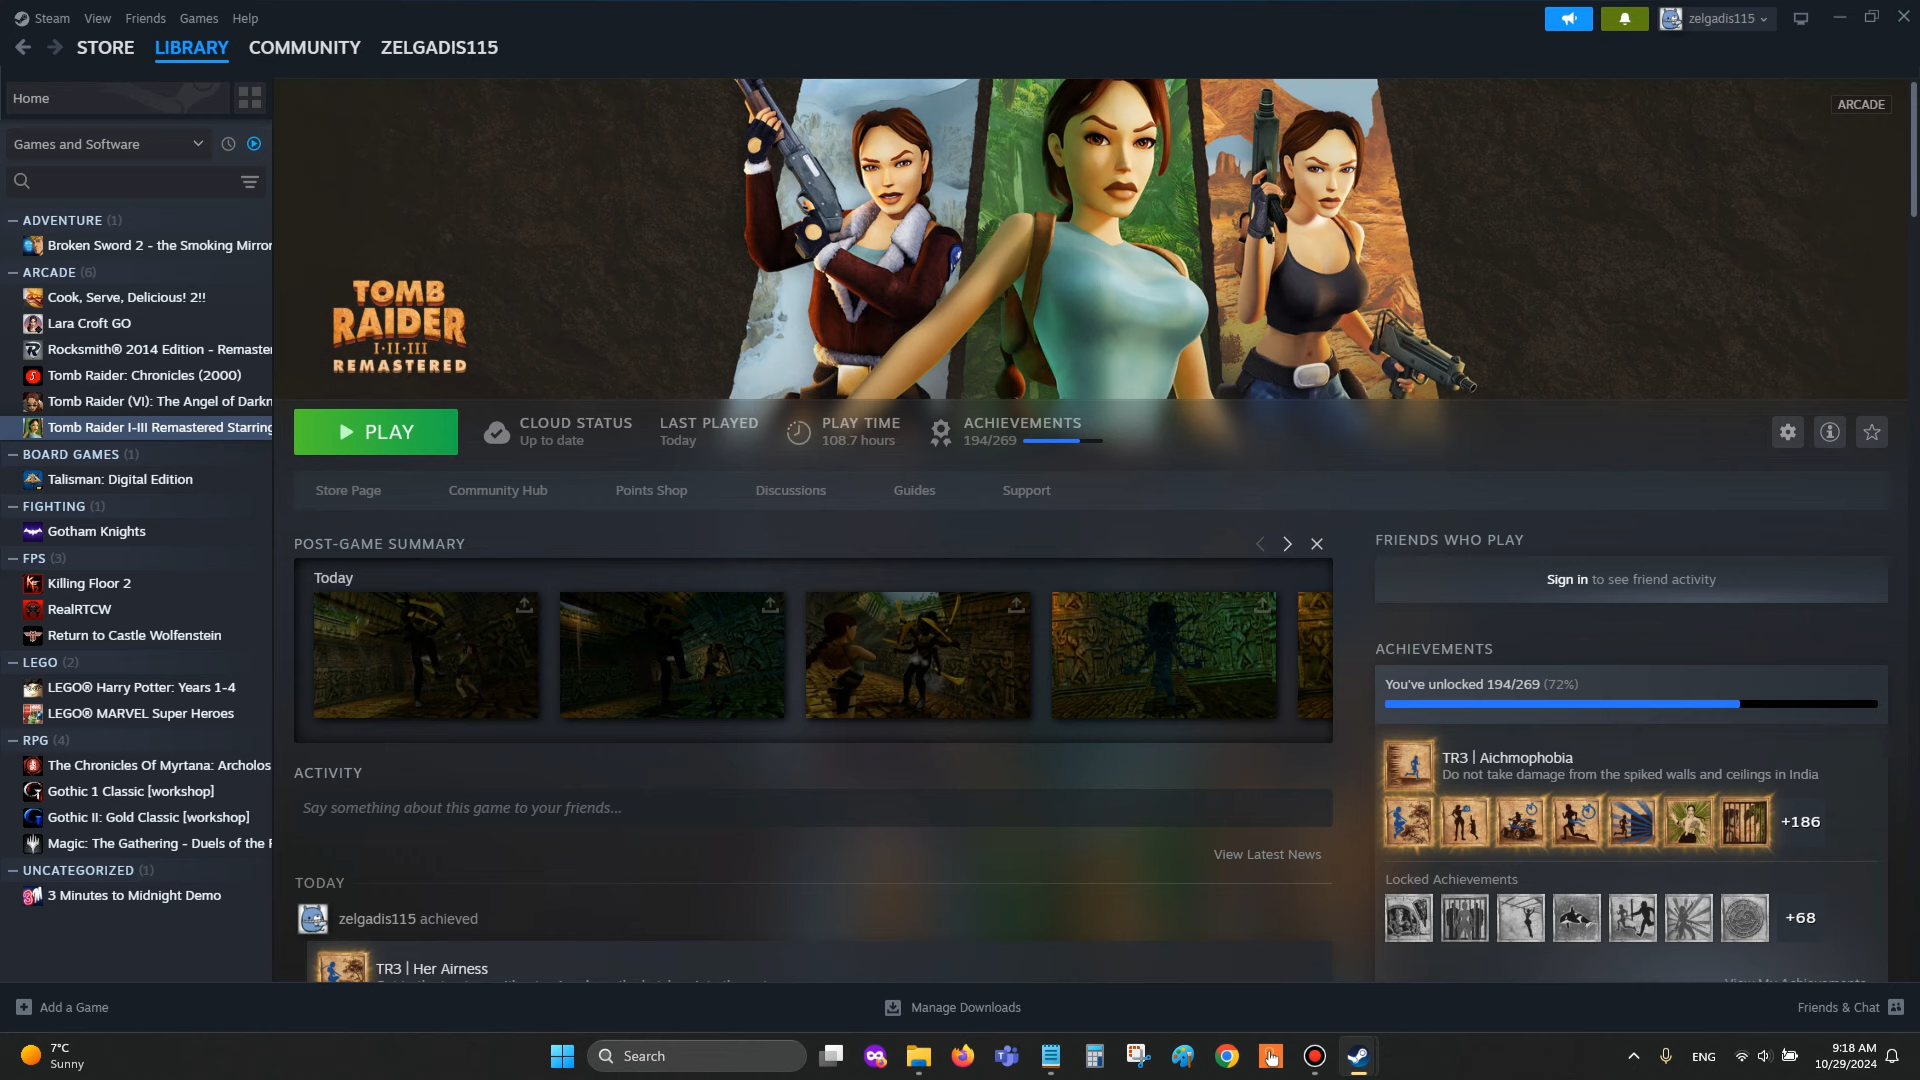 Steam View Friends Games Help
zelgadis115
STORE LIBRARY COMMUNITY ZELGADIS115
Home
Games and Software
ADVENTURE (1)
Broken Sword 2 - the Smoking Mirror
ARCADE (6)
Cook, Serve, Delicious! 2!!
Lara Croft GO
Rocksmith® 2014 Edition - Remaster
Tomb Raider: Chronicles (2000)
Tomb Raider (VI): The Angel of Darkn
Tomb Raider I-III Remastered Starring
BOARD GAMES (1)
Talisman: Digital Edition
FIGHTING (1)
Gotham Knights
FPS (3)
Killing Floor 2
RealRTCW
Return to Castle Wolfenstein
LEGO (2)
LEGO® Harry Potter: Years 1-4
LEGO® MARVEL Super Heroes
RPG (4)
The Chronicles Of Myrtana: Archolos
Gothic 1 Classic [workshop]
Gothic II: Gold Classic [workshop]
Magic: The Gathering - Duels of the P
UNCATEGORIZED (1)
3 Minutes to Midnight Demo
ARCADE
TOMB
RAIDER
I·II·III
REMASTERED
PLAY
CLOUD STATUS
Up to date
LAST PLAYED
Today
PLAY TIME
108.7 hours
ACHIEVEMENTS
194/269
Store Page Community Hub Points Shop Discussions Guides Support
POST-GAME SUMMARY
Today
ACTIVITY
Say something about this game to your friends...
View Latest News
TODAY
zelgadis115 achieved
TR3 | Her Airness
FRIENDS WHO PLAY
Sign in to see friend activity
ACHIEVEMENTS
You've unlocked 194/269 (72%)
TR3 | Aichmophobia
Do not take damage from the spiked walls and ceilings in India
+186
Locked Achievements
+68
Add a Game
Manage Downloads
Friends & Chat
7°C
Sunny
Search
ENG
9:18 AM
10/29/2024